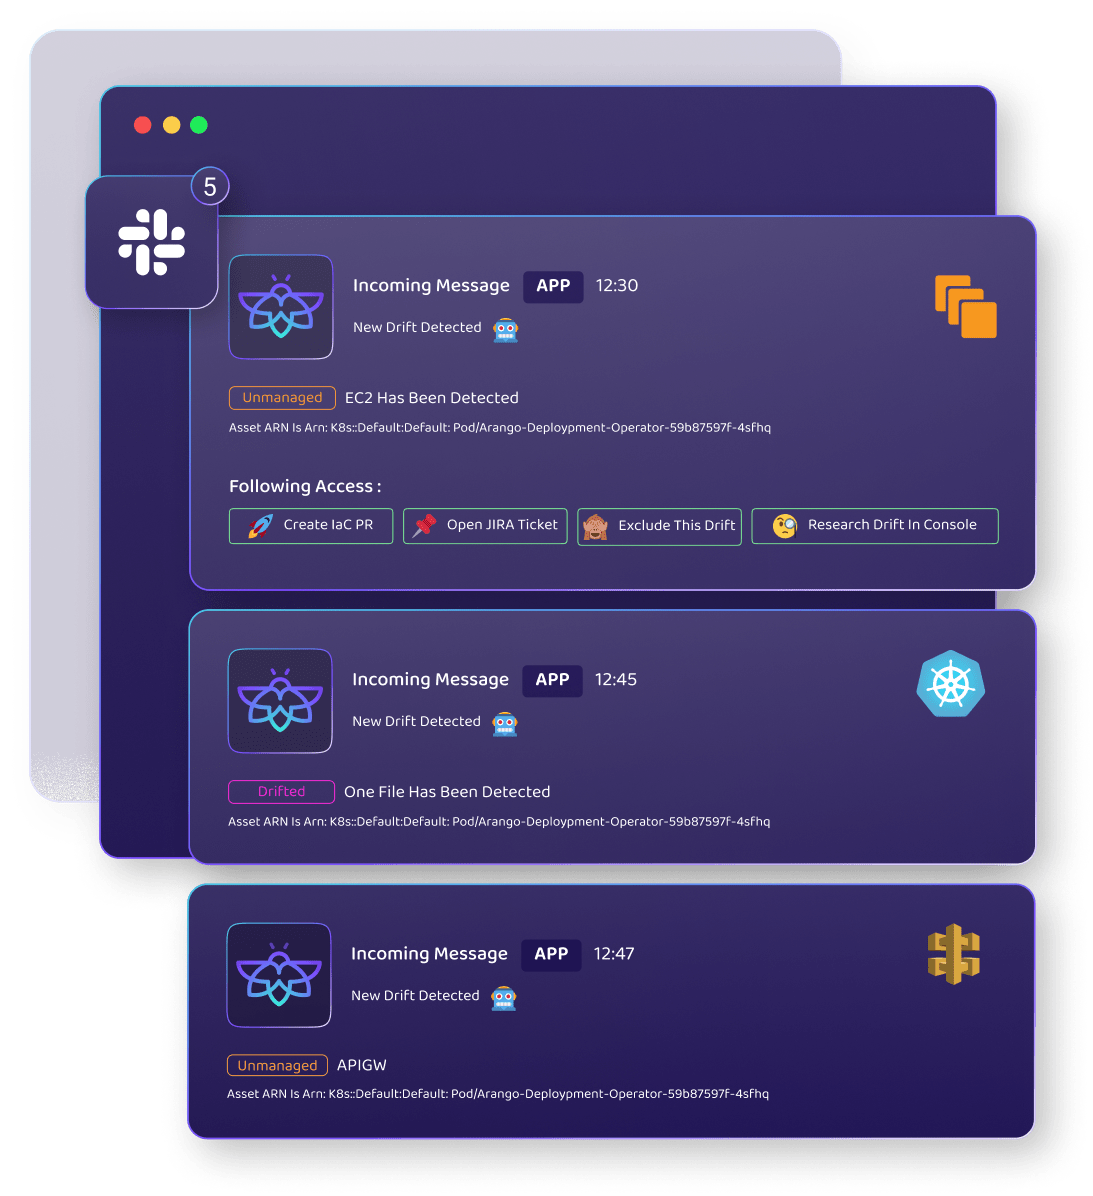 5
Incoming Message APP 12:30
New Drift Detected
Unmanaged EC2 Has Been Detected
Asset ARN Is Arn: K8s::Default:Default: Pod/Arango-Deploypment-Operator-59b87597f-4sfhq
Following Access :
Create IaC PR Open JIRA Ticket Exclude This Drift Research Drift In Console
Incoming Message APP 12:45
New Drift Detected
Drifted One File Has Been Detected
Asset ARN Is Arn: K8s::Default:Default: Pod/Arango-Deploypment-Operator-59b87597f-4sfhq
Incoming Message APP 12:47
New Drift Detected
Unmanaged APIGW
Asset ARN Is Arn: K8s::Default:Default: Pod/Arango-Deploypment-Operator-59b87597f-4sfhq